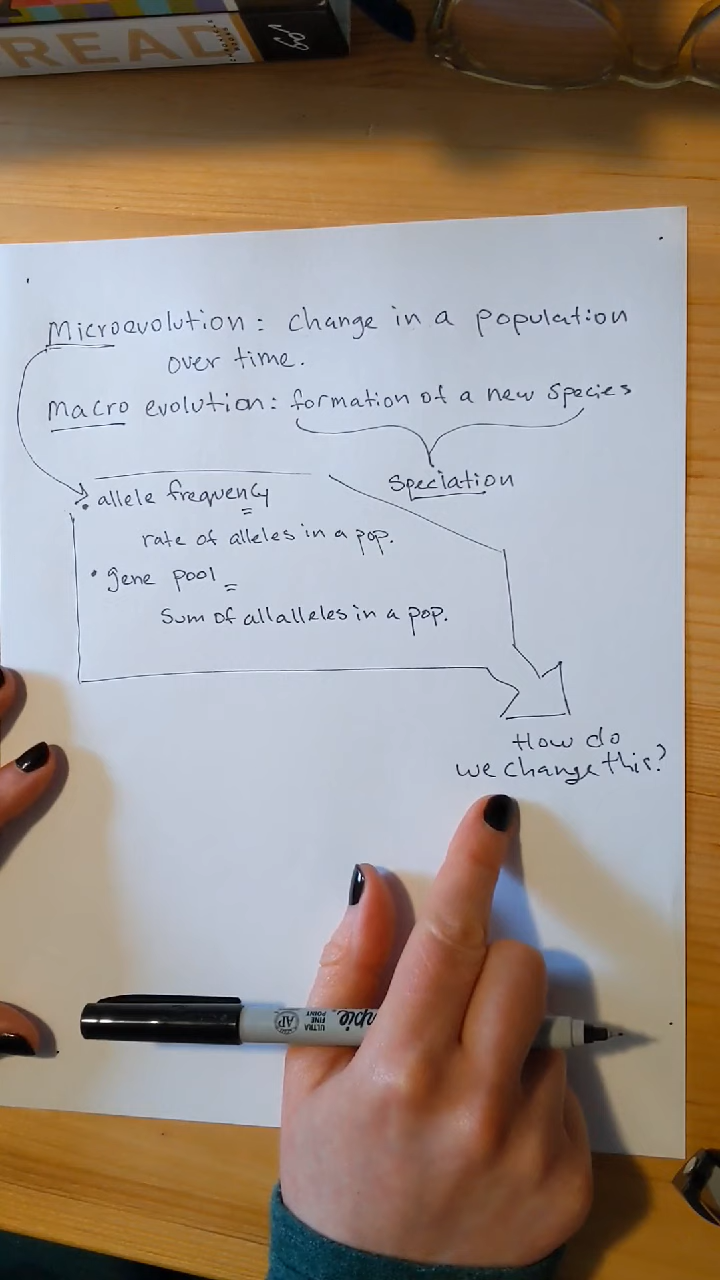 READ
Microevolution: change in a population
over time.
Macro evolution: formation of a new species
speciation
• allele frequency =
rate of alleles in a pop.
• gene pool =
sum of all alleles in a pop.
How do
we change this?
ULTRA
FINE
POINT
AP